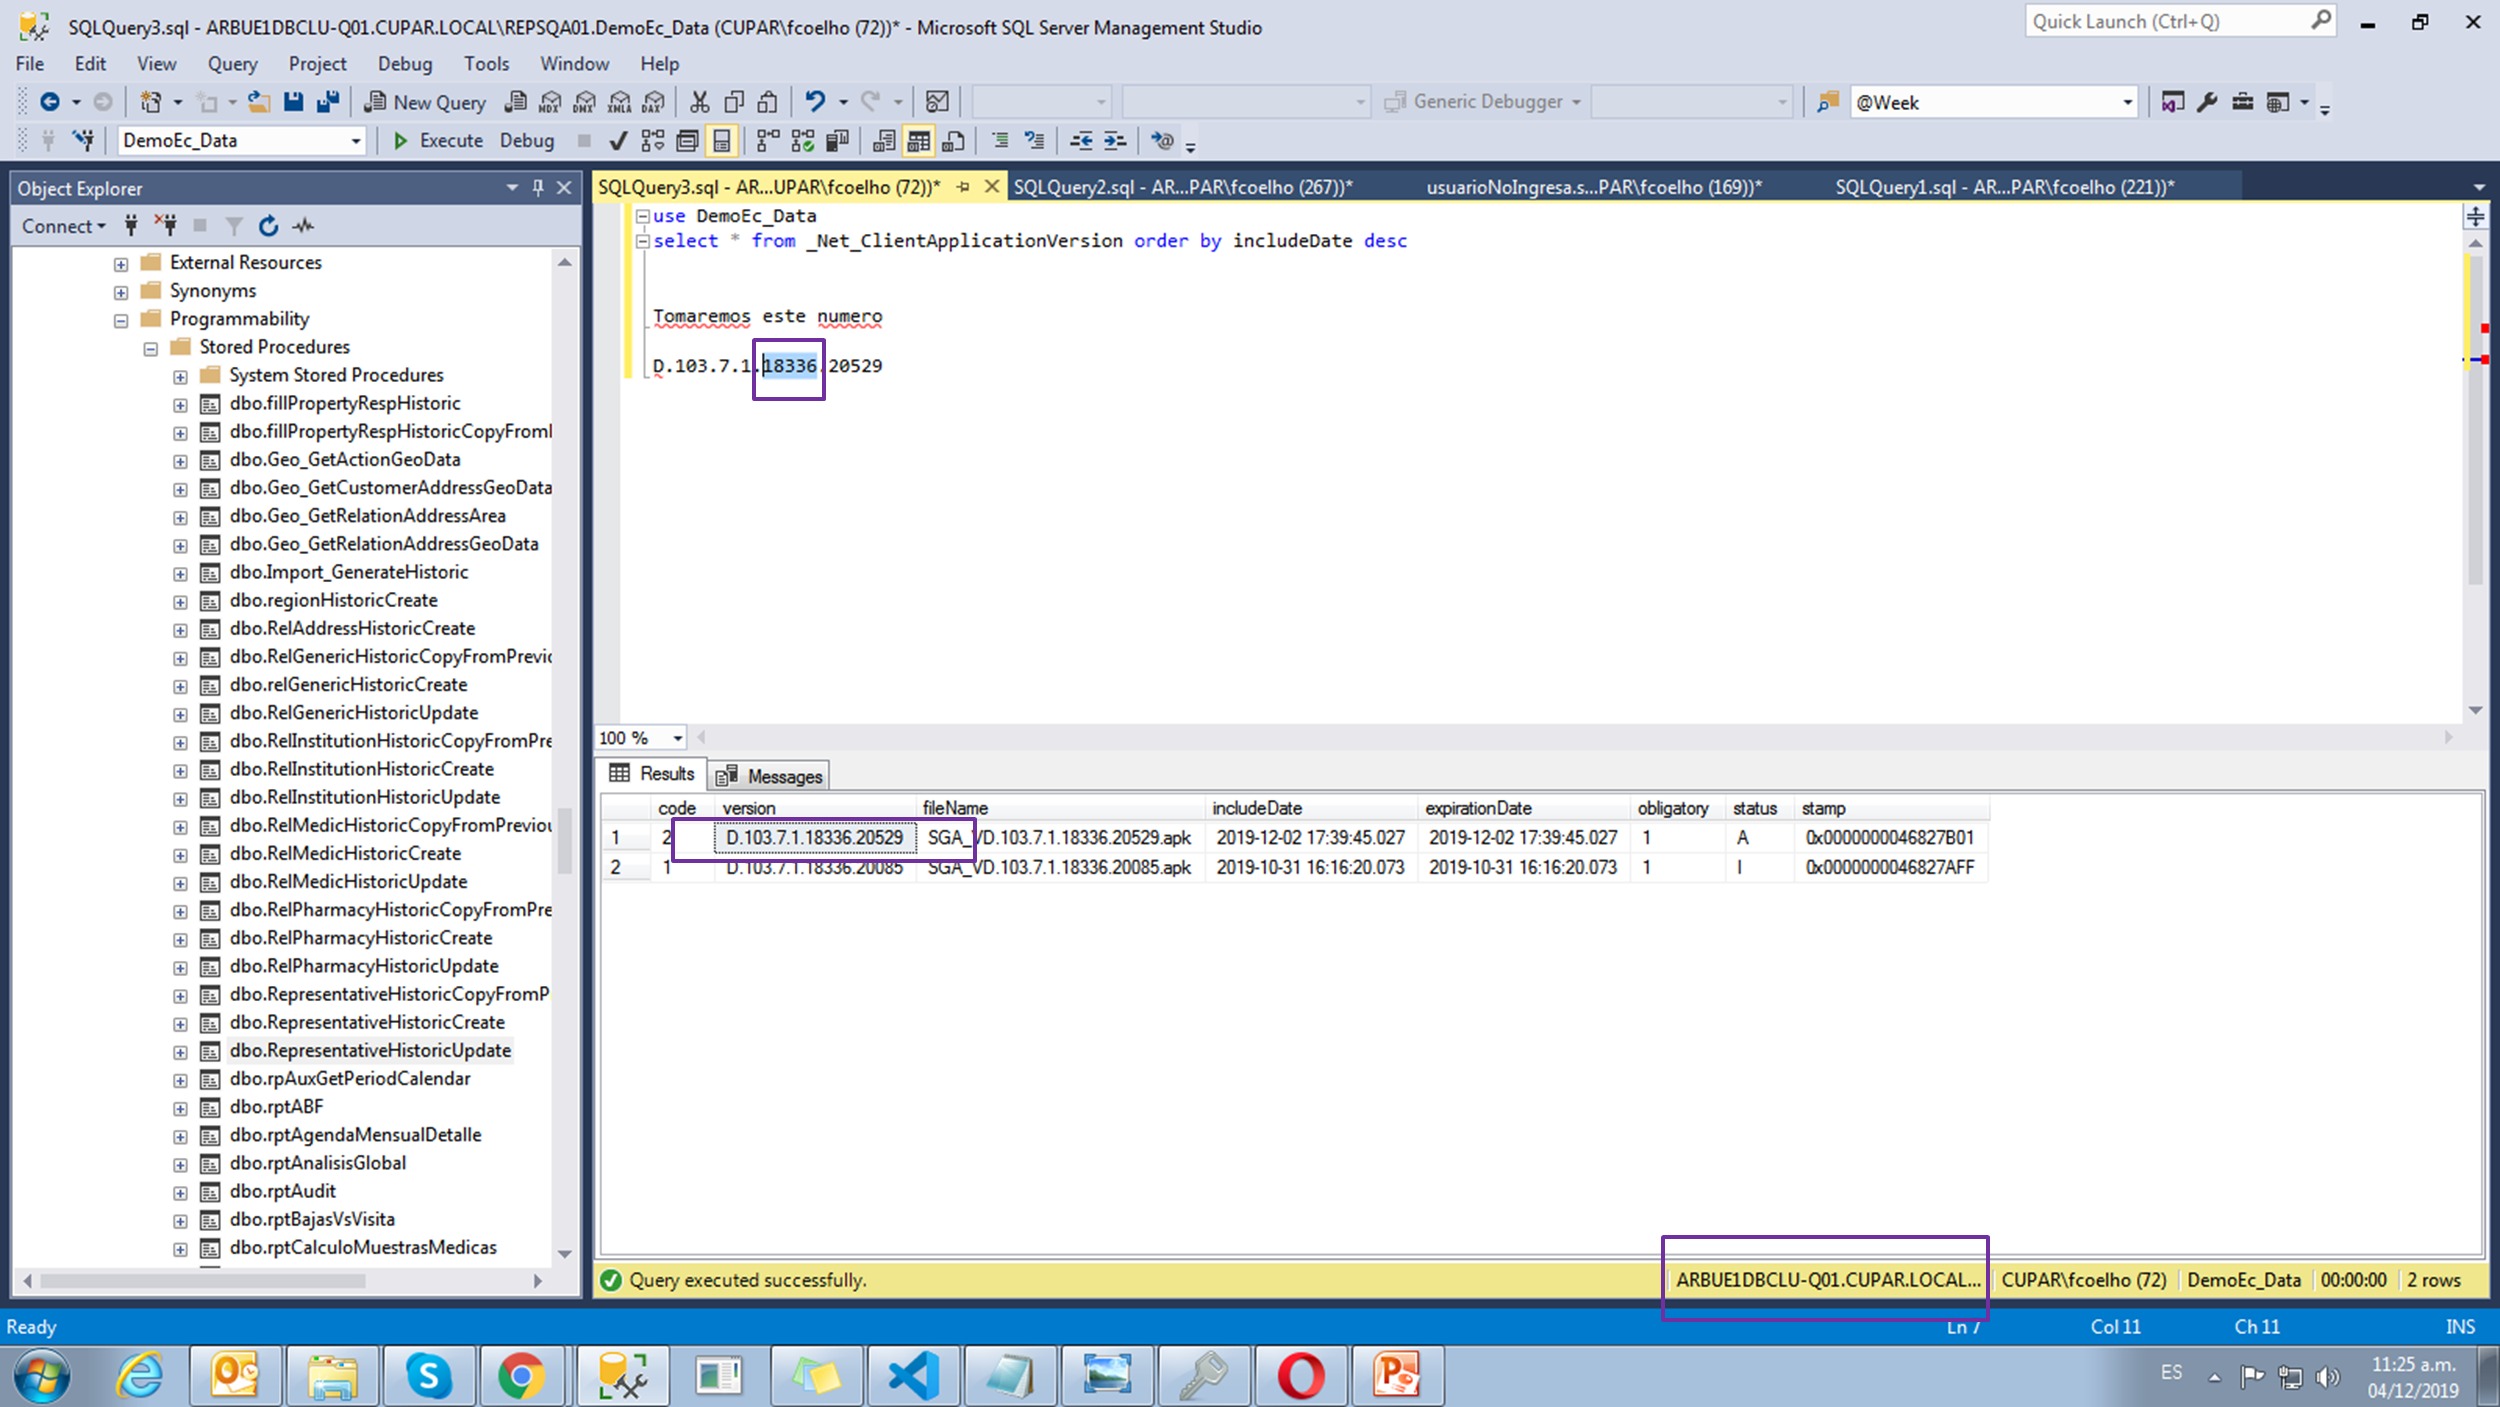 SQLQuery3.sql - ARBUE1DBCLU-Q01.CUPAR.LOCAL\REPSQA01.DemoEc_Data (CUPAR\fcoelho (72))* - Microsoft SQL Server Management Studio
Quick Launch (Ctrl+Q)
File Edit View Query Project Debug Tools Window Help
New Query
MDX DMX XMLA DAX
Generic Debugger
@Week
DemoEc_Data
Execute Debug
Object Explorer
SQLQuery3.sql - AR...UPAR\fcoelho (72))*
SQLQuery2.sql - AR...PAR\fcoelho (267))*
usuarioNoIngresa.s...PAR\fcoelho (169))*
SQLQuery1.sql - AR...PAR\fcoelho (221))*
Connect
External Resources
Synonyms
Programmability
Stored Procedures
System Stored Procedures
dbo.fillPropertyRespHistoric
dbo.fillPropertyRespHistoricCopyFroml
dbo.Geo_GetActionGeoData
dbo.Geo_GetCustomerAddressGeoData
dbo.Geo_GetRelationAddressArea
dbo.Geo_GetRelationAddressGeoData
dbo.Import_GenerateHistoric
dbo.regionHistoricCreate
dbo.RelAddressHistoricCreate
dbo.RelGenericHistoricCopyFromPrevio
dbo.relGenericHistoricCreate
dbo.RelGenericHistoricUpdate
dbo.RelInstitutionHistoricCopyFromPre
dbo.RelInstitutionHistoricCreate
dbo.RelInstitutionHistoricUpdate
dbo.RelMedicHistoricCopyFromPreviou
dbo.RelMedicHistoricCreate
dbo.RelMedicHistoricUpdate
dbo.RelPharmacyHistoricCopyFromPre
dbo.RelPharmacyHistoricCreate
dbo.RelPharmacyHistoricUpdate
dbo.RepresentativeHistoricCopyFromP
dbo.RepresentativeHistoricCreate
dbo.RepresentativeHistoricUpdate
dbo.rpAuxGetPeriodCalendar
dbo.rptABF
dbo.rptAgendaMensualDetalle
dbo.rptAnalisisGlobal
dbo.rptAudit
dbo.rptBajasVsVisita
dbo.rptCalculoMuestrasMedicas
use DemoEc_Data
select * from _Net_ClientApplicationVersion order by includeDate desc
Tomaremos este numero
D.103.7.1.18336.20529
100 %
Results Messages
code version fileName includeDate expirationDate obligatory status stamp
1 2 D.103.7.1.18336.20529 SGA_VD.103.7.1.18336.20529.apk 2019-12-02 17:39:45.027 2019-12-02 17:39:45.027 1 A 0x0000000046827B01
2 1 D.103.7.1.18336.20085 SGA_VD.103.7.1.18336.20085.apk 2019-10-31 16:16:20.073 2019-10-31 16:16:20.073 1 I 0x0000000046827AFF
Query executed successfully.
ARBUE1DBCLU-Q01.CUPAR.LOCAL... CUPAR\fcoelho (72) DemoEc_Data 00:00:00 2 rows
Ready
Ln 7 Col 11 Ch 11 INS
ES
11:25 a.m.
04/12/2019